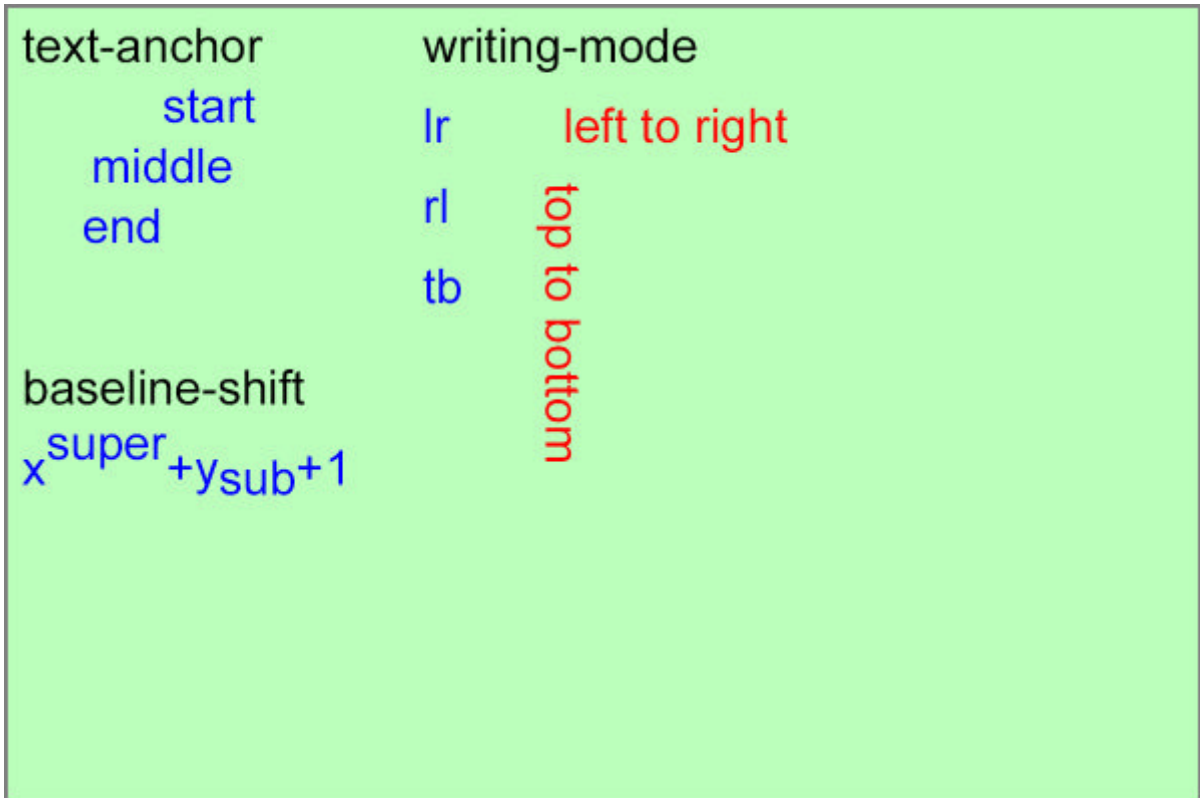 text-anchor
start
middle
end
baseline-shift
xsuper+ysub+1
writing-mode
lr left to right
rl
tb
top to bottom